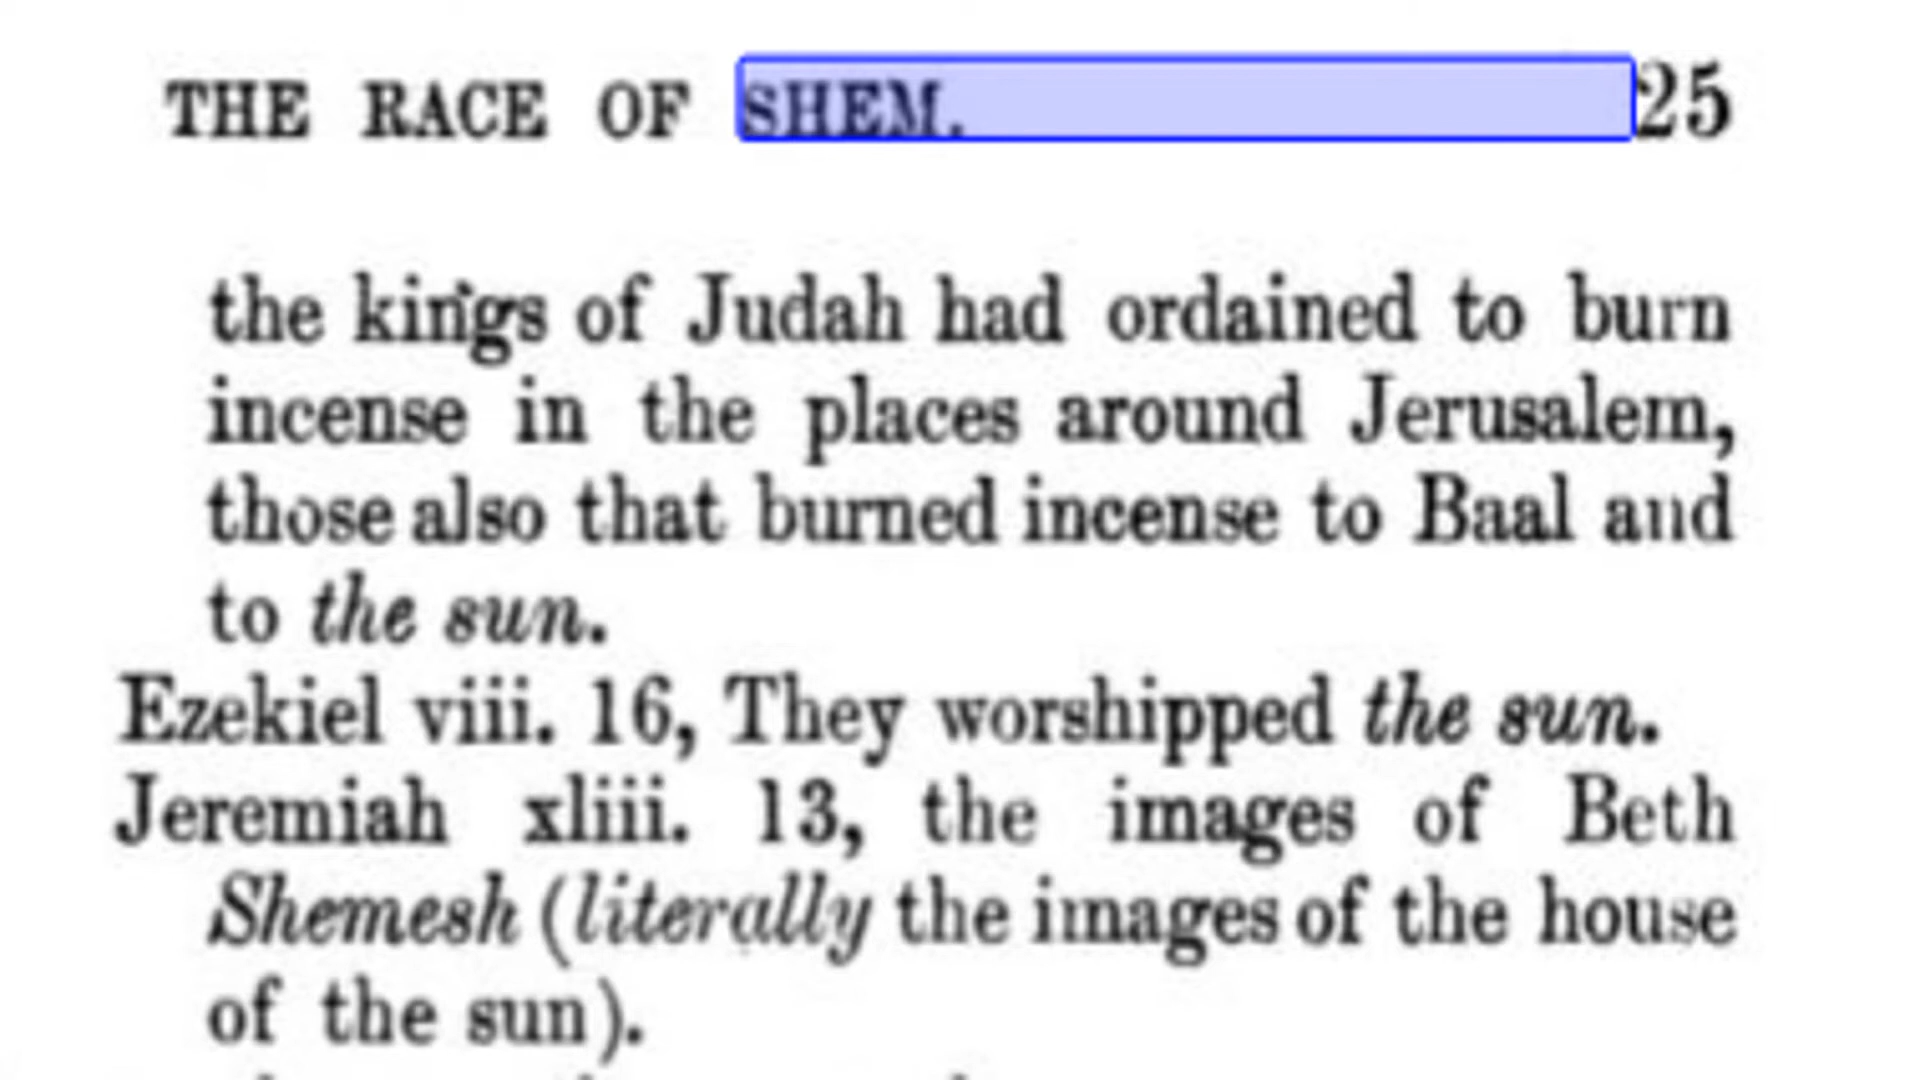 THE RACE OF SHEM. 25
the kings of Judah had ordained to burn
incense in the places around Jerusalem,
those also that burned incense to Baal and
to the sun.
Ezekiel viii. 16, They worshipped the sun.
Jeremiah xliii. 13, the images of Beth
Shemesh (literally the images of the house
of the sun).